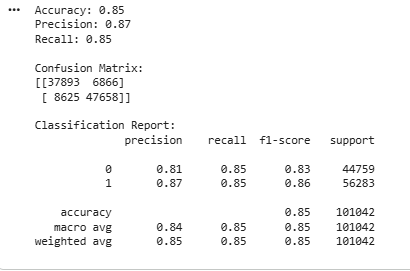 Accuracy: 0.85
Precision: 0.87
Recall: 0.85
Confusion Matrix:
[[37893  6866]
 [ 8625 47658]]
Classification Report:
              precision    recall  f1-score   support
           0       0.81      0.85      0.83     44759
           1       0.87      0.85      0.86     56283
    accuracy                           0.85    101042
   macro avg       0.84      0.85      0.85    101042
weighted avg       0.85      0.85      0.85    101042